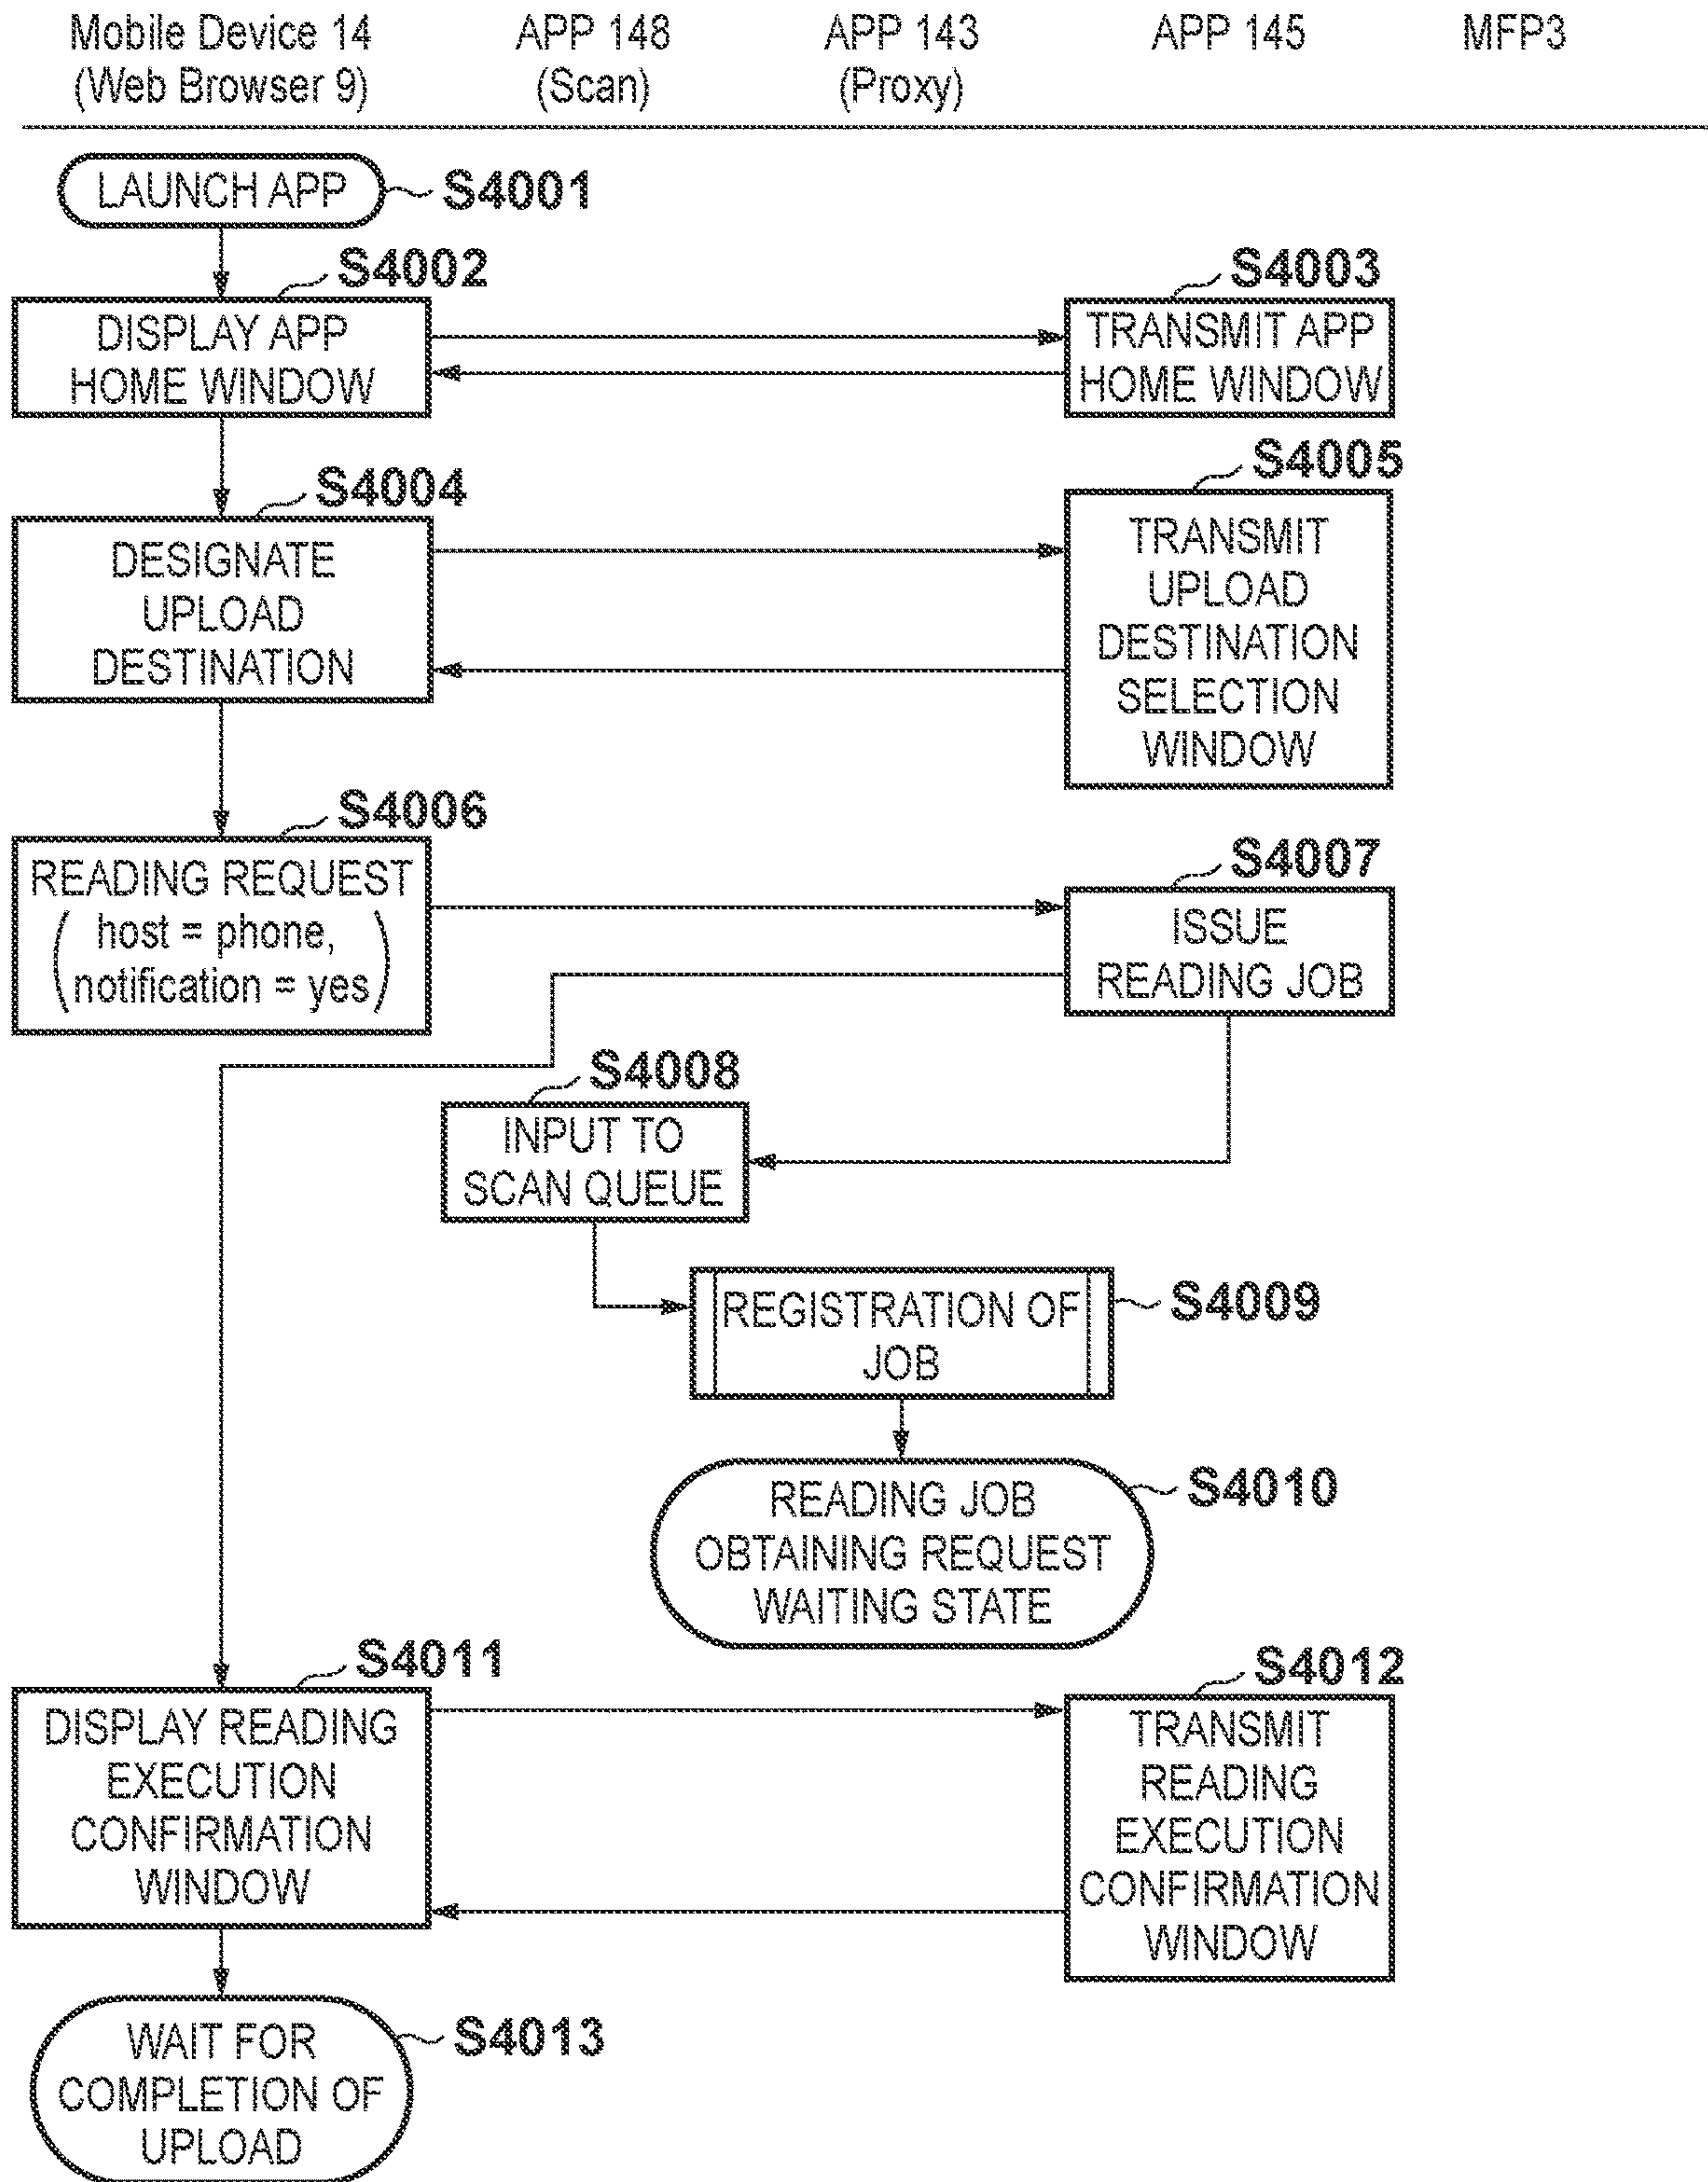 Mobile Device 14
(Web Browser 9)
APP 148
(Scan)
APP 143
(Proxy)
APP 145
MFP3
LAUNCH APP
S4001
S4002
DISPLAY APP
HOME WINDOW
S4003
TRANSMIT APP
HOME WINDOW
S4004
DESIGNATE
UPLOAD
DESTINATION
S4005
TRANSMIT
UPLOAD
DESTINATION
SELECTION
WINDOW
S4006
READING REQUEST
(host = phone,
notification = yes)
S4007
ISSUE
READING JOB
S4008
INPUT TO
SCAN QUEUE
REGISTRATION OF
JOB
S4009
READING JOB
OBTAINING REQUEST
WAITING STATE
S4010
S4011
DISPLAY READING
EXECUTION
CONFIRMATION
WINDOW
S4012
TRANSMIT
READING
EXECUTION
CONFIRMATION
WINDOW
WAIT FOR
COMPLETION OF
UPLOAD
S4013